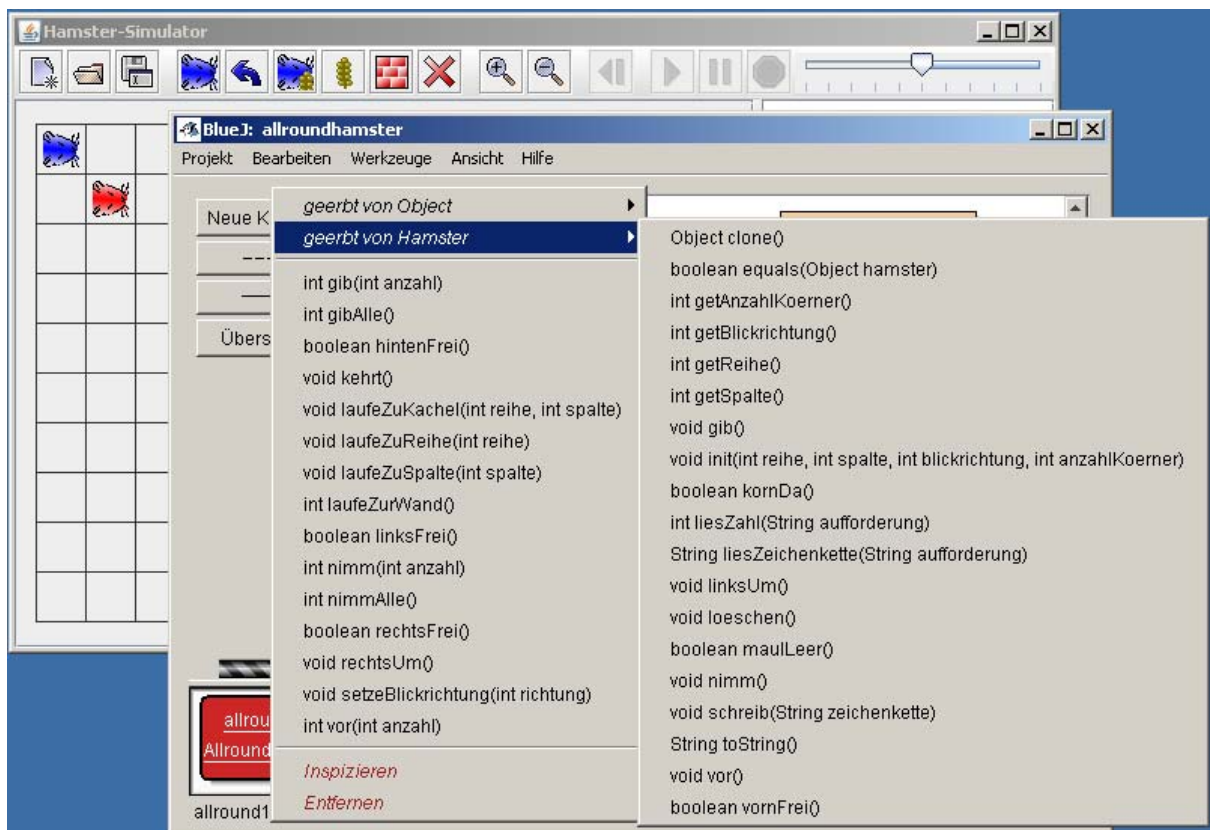 Hamster-Simulator
BlueJ: allroundhamster
Projekt Bearbeiten Werkzeuge Ansicht Hilfe
Neue K
Übers
geerbt von Object
geerbt von Hamster
int gib(int anzahl)
int gibAlle()
boolean hintenFrei()
void kehrt()
void laufeZuKachel(int reihe, int spalte)
void laufeZuReihe(int reihe)
void laufeZuSpalte(int spalte)
int laufeZurWand()
boolean linksFrei()
int nimm(int anzahl)
int nimmAlle()
boolean rechtsFrei()
void rechtsUm()
void setzeBlickrichtung(int richtung)
int vor(int anzahl)
Inspizieren
Entfernen
Object clone()
boolean equals(Object hamster)
int getAnzahlKoerner()
int getBlickrichtung()
int getReihe()
int getSpalte()
void gib()
void init(int reihe, int spalte, int blickrichtung, int anzahlKoerner)
boolean kornDa()
int liesZahl(String aufforderung)
String liesZeichenkette(String aufforderung)
void linksUm()
void loeschen()
boolean maulLeer()
void nimm()
void schreib(String zeichenkette)
String toString()
void vor()
boolean vornFrei()
allrou
Allround
allround1